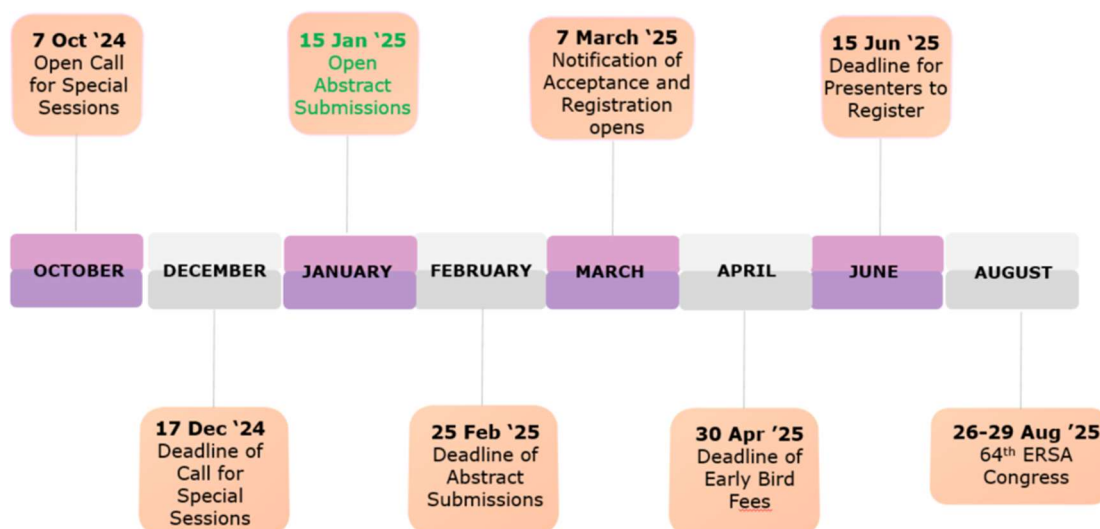 7 Oct ‘24
Open Call
for Special
Sessions
15 Jan ‘25
Open
Abstract
Submissions
7 March ‘25
Notification of
Acceptance and
Registration
opens
15 Jun ‘25
Deadline for
Presenters to
Register
OCTOBER
DECEMBER
JANUARY
FEBRUARY
MARCH
APRIL
JUNE
AUGUST
17 Dec ‘24
Deadline of
Call for
Special
Sessions
25 Feb ‘25
Deadline of
Abstract
Submissions
30 Apr ’25
Deadline of
Early Bird
Fees
26-29 Aug ’25
64th ERSA
Congress